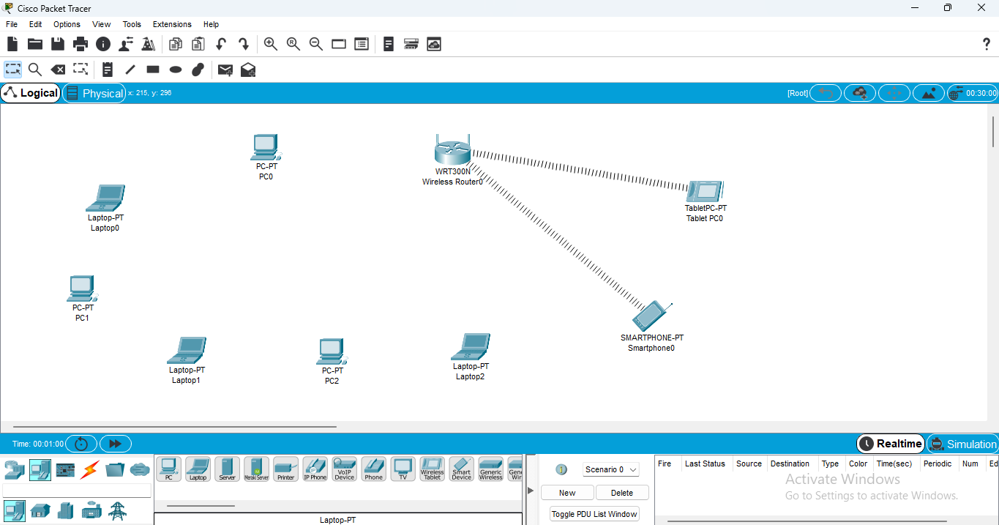 Cisco Packet Tracer
File Edit Options View Tools Extensions Help
Logical Physical x: 215, y: 296 [Root] 00:30:00
PC-PT
PC0
WRT300N
Wireless Router0
Laptop-PT
Laptop0
TabletPC-PT
Tablet PC0
PC-PT
PC1
SMARTPHONE-PT
Smartphone0
Laptop-PT
Laptop1
PC-PT
PC2
Laptop-PT
Laptop2
Time: 00:01:00 Realtime Simulation
PC Laptop Server Meraki Server Printer IP Phone VoIP Device Phone TV Wireless Tablet Smart Device Generic Wireless
Laptop-PT
Scenario 0
New Delete
Toggle PDU List Window
Fire Last Status Source Destination Type Color Time(sec) Periodic Num Ed
Activate Windows
Go to Settings to activate Windows.